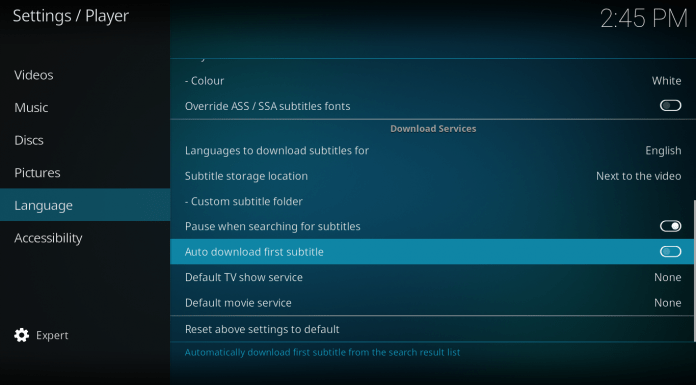 Settings / Player
2:45 PM
Videos
Music
Discs
Pictures
Language
Accessibility
Expert
- Colour White
Override ASS / SSA subtitles fonts
Download Services
Languages to download subtitles for English
Subtitle storage location Next to the video
- Custom subtitle folder
Pause when searching for subtitles
Auto download first subtitle
Default TV show service None
Default movie service None
Reset above settings to default
Automatically download first subtitle from the search result list